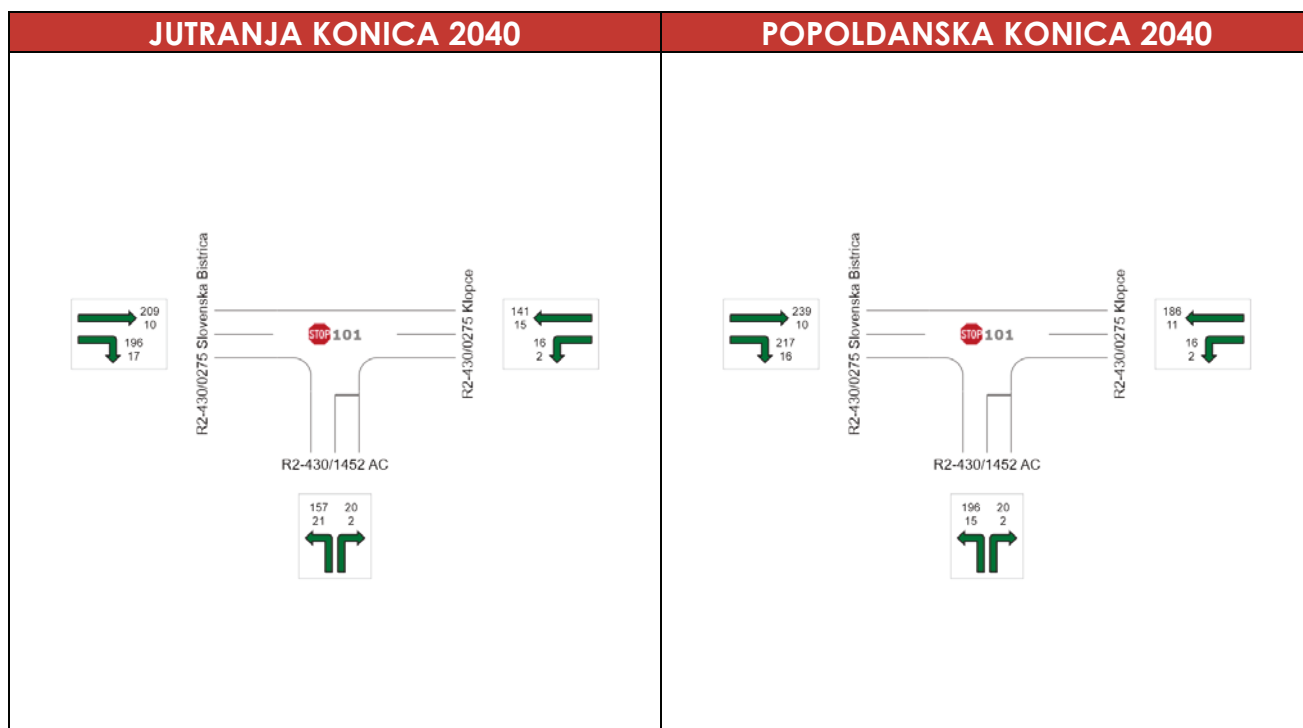 JUTRANJA KONICA 2040
POPOLDANSKA KONICA 2040
R2-430/0275 Slovenska Bistrica
R2-430/0275 Klopce
209
10
196
17
STOP 101
141
15
16
2
R2-430/1452 AC
157 20
21 2
R2-430/0275 Slovenska Bistrica
R2-430/0275 Klopce
239
10
217
16
STOP 101
186
11
16
2
R2-430/1452 AC
196 20
15 2